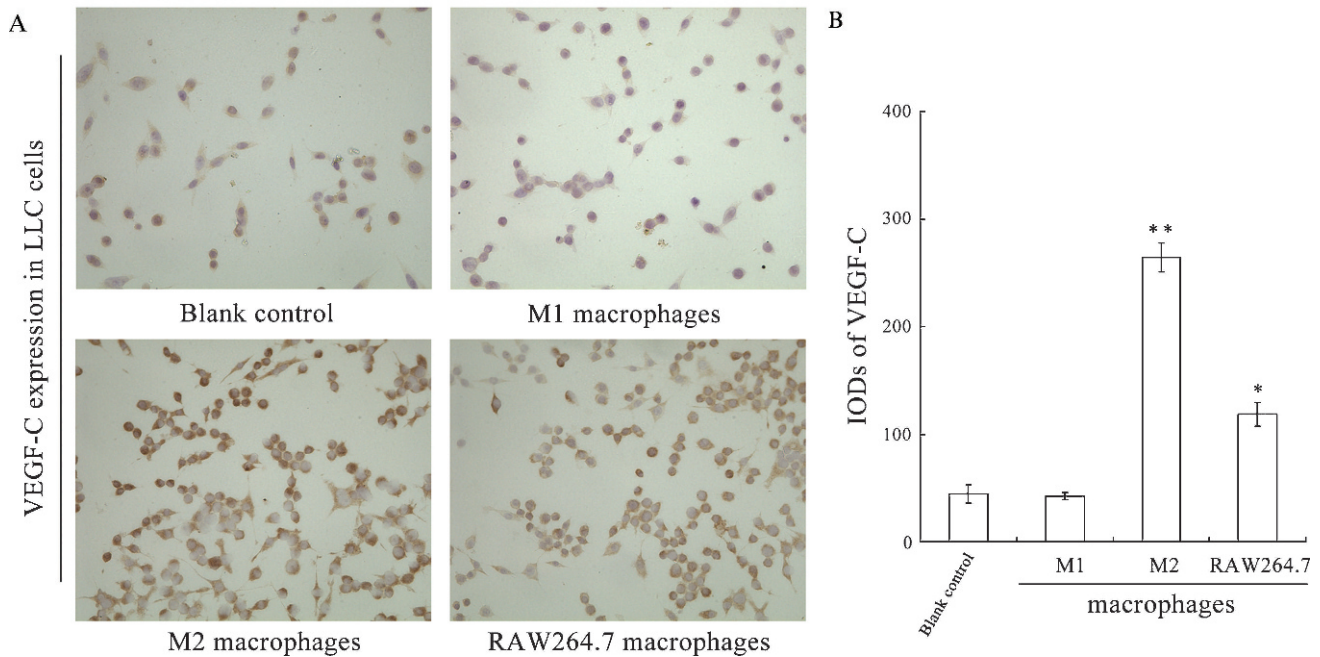 A
VEGF-C expression in LLC cells
Blank control
M1 macrophages
M2 macrophages
RAW264.7 macrophages
B
IODs of VEGF-C
400
300
200
100
0
**
*
Blank control
M1
M2
RAW264.7
macrophages